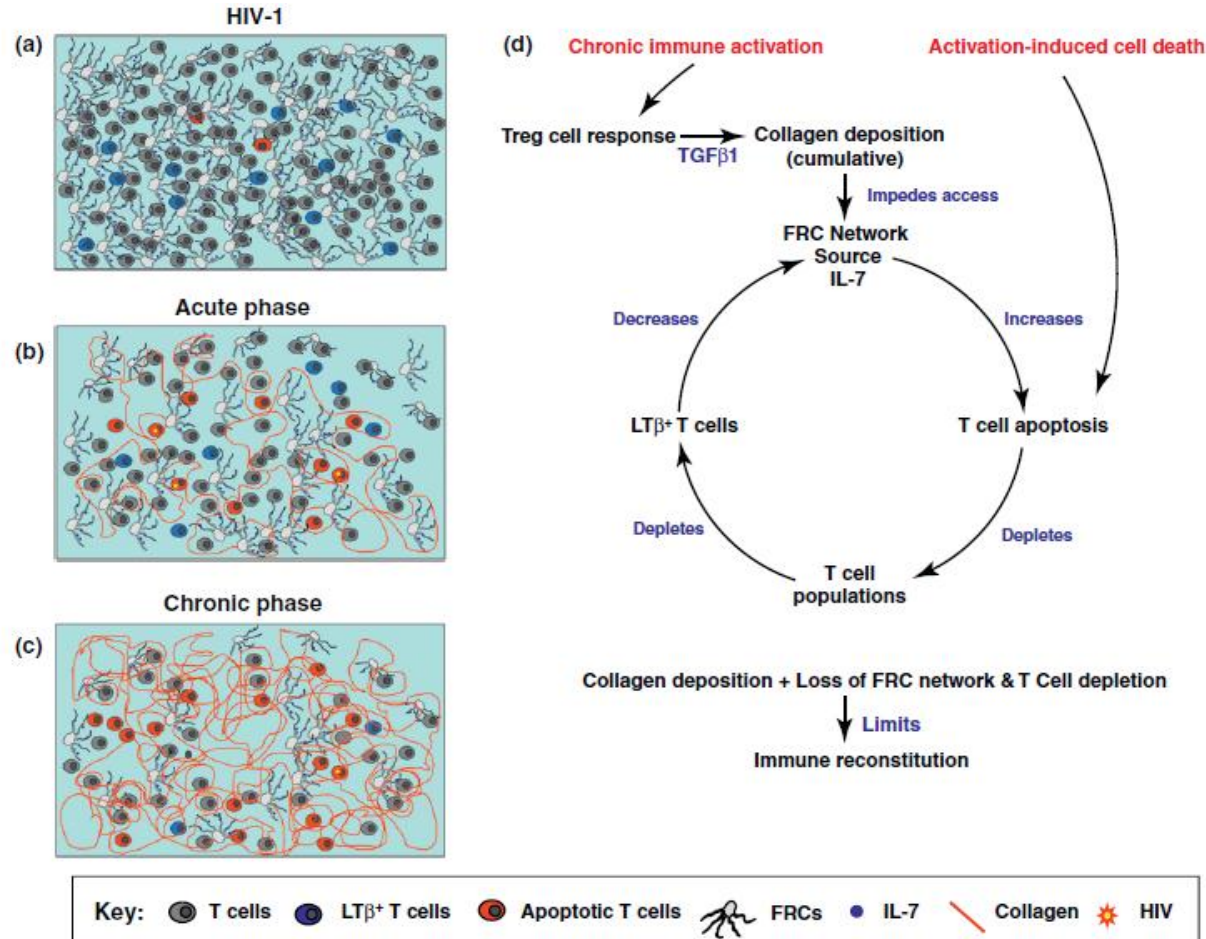 HIV-1
(a)
Acute phase
(b)
Chronic phase
(c)
(d)
Chronic immune activation
Activation-induced cell death
Treg cell response
TGFβ1
Collagen deposition
(cumulative)
Impedes access
FRC Network
Source
IL-7
Decreases
Increases
LTβ⁺ T cells
T cell apoptosis
Depletes
Depletes
T cell
populations
Collagen deposition + Loss of FRC network & T Cell depletion
Limits
Immune reconstitution
Key: T cells LTβ⁺ T cells Apoptotic T cells FRCs IL-7 Collagen HIV